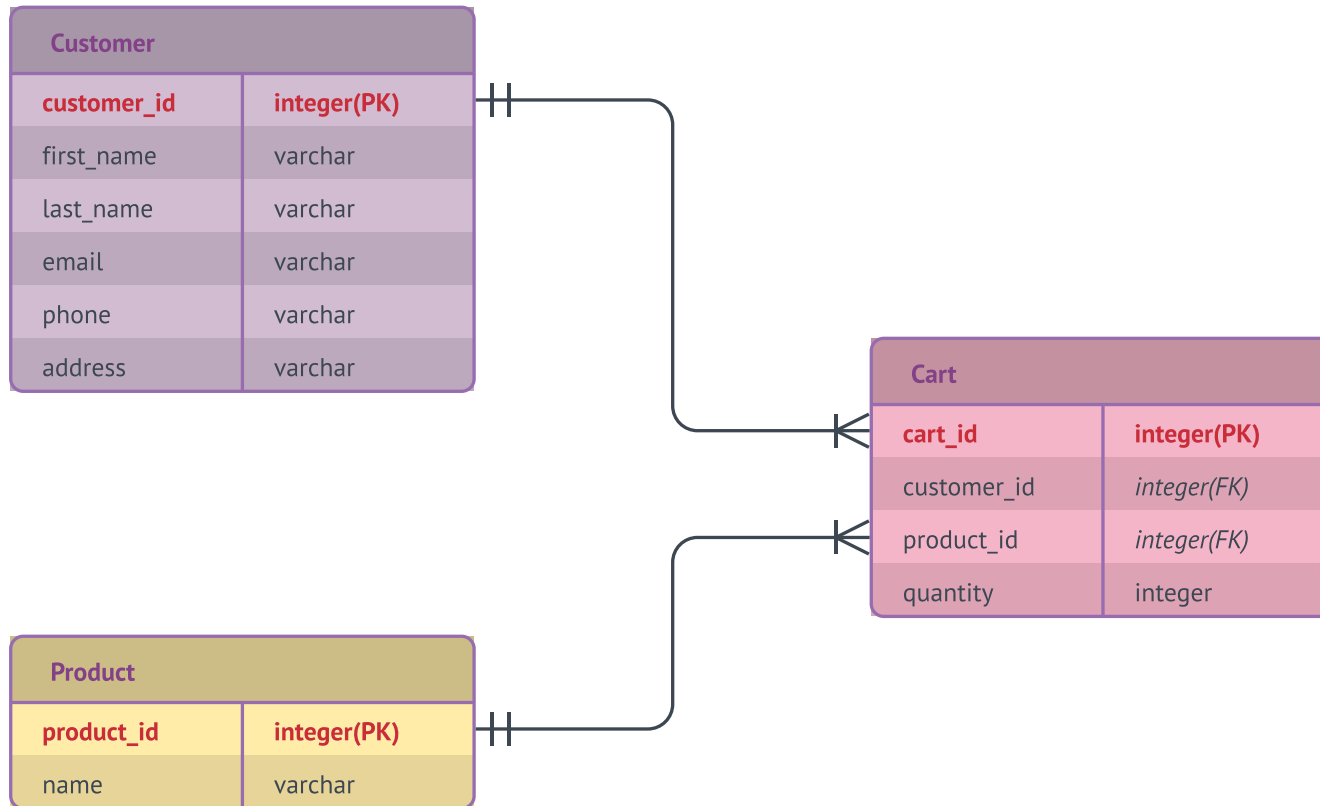 Customer
customer_id integer(PK)
first_name varchar
last_name varchar
email varchar
phone varchar
address varchar
Cart
cart_id integer(PK)
customer_id integer(FK)
product_id integer(FK)
quantity integer
Product
product_id integer(PK)
name varchar